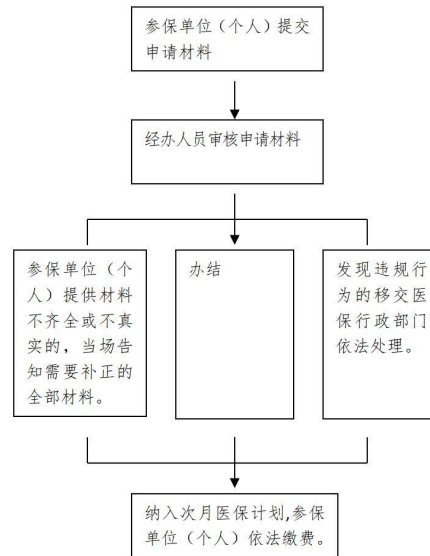 参保单位（个人）提交
申请材料
经办人员审核申请材料
参保单位（个
人）提供材料
不齐全或不真
实的，当场告
知需要补正的
全部材料。
办结
发现违规行
为的移交医
保行政部门
依法处理。
纳入次月医保计划,参保
单位（个人）依法缴费。